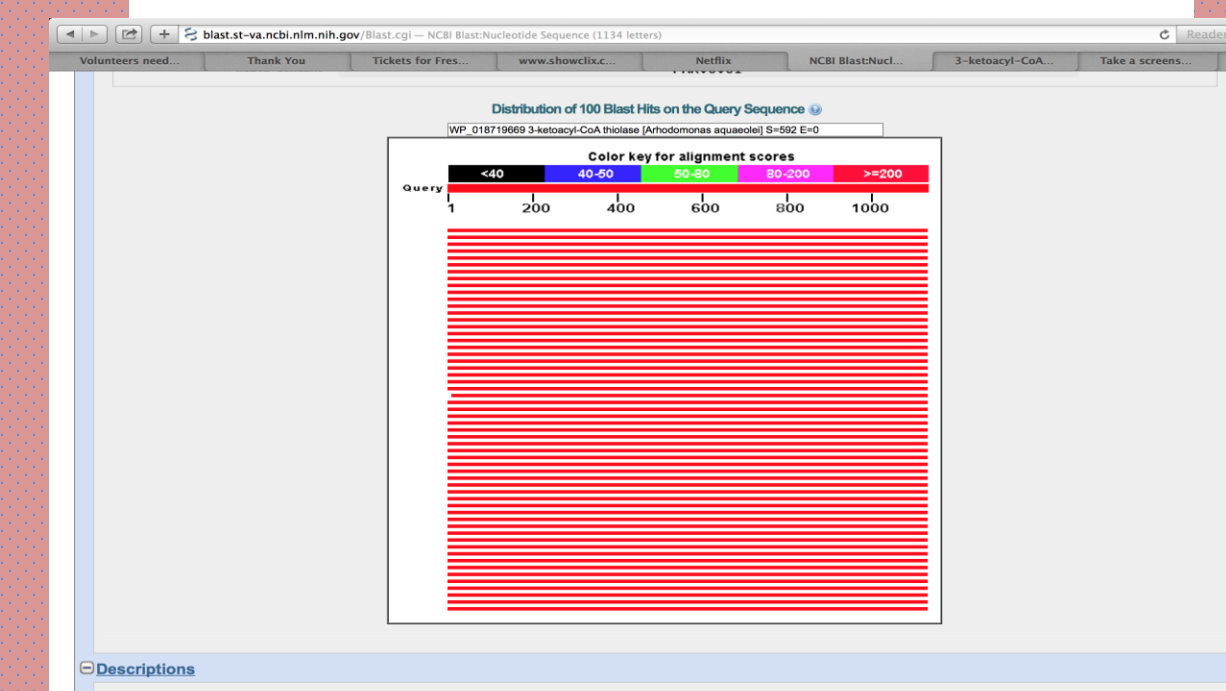 blast.st-va.ncbi.nlm.nih.gov/Blast.cgi — NCBI Blast:Nucleotide Sequence (1134 letters)
Reader
Volunteers need... Thank You Tickets for Fres... www.showclix.c... Netflix NCBI Blast:Nucl... 3-ketoacyl-CoA... Take a screens...
Distribution of 100 Blast Hits on the Query Sequence
WP_018719669 3-ketoacyl-CoA thiolase [Arhodomonas aquaeolei] S=592 E=0
Color key for alignment scores
<40 40-50 50-80 80-200 >=200
Query
1 200 400 600 800 1000
Descriptions